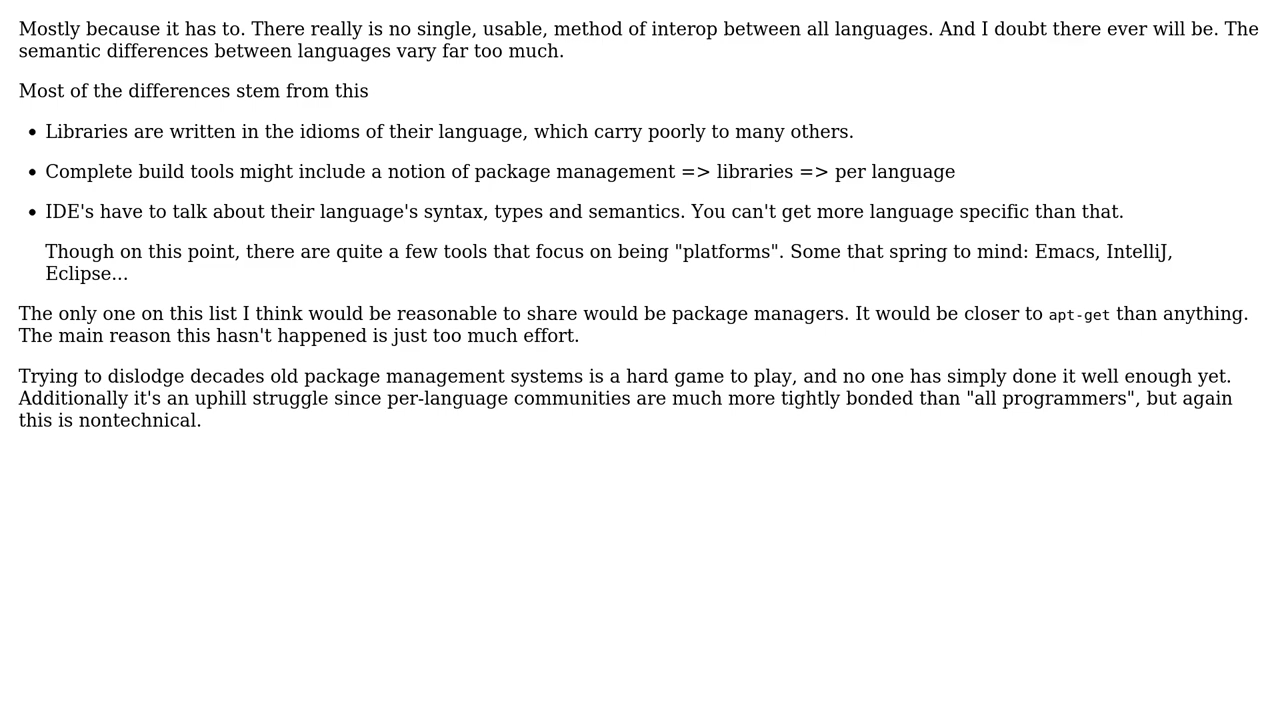 Mostly because it has to. There really is no single, usable, method of interop between all languages. And I doubt there ever will be. The
semantic differences between languages vary far too much.
Most of the differences stem from this
• Libraries are written in the idioms of their language, which carry poorly to many others.
• Complete build tools might include a notion of package management => libraries => per language
• IDE's have to talk about their language's syntax, types and semantics. You can't get more language specific than that.
Though on this point, there are quite a few tools that focus on being "platforms". Some that spring to mind: Emacs, IntelliJ,
Eclipse...
The only one on this list I think would be reasonable to share would be package managers. It would be closer to apt-get than anything.
The main reason this hasn't happened is just too much effort.
Trying to dislodge decades old package management systems is a hard game to play, and no one has simply done it well enough yet.
Additionally it's an uphill struggle since per-language communities are much more tightly bonded than "all programmers", but again
this is nontechnical.